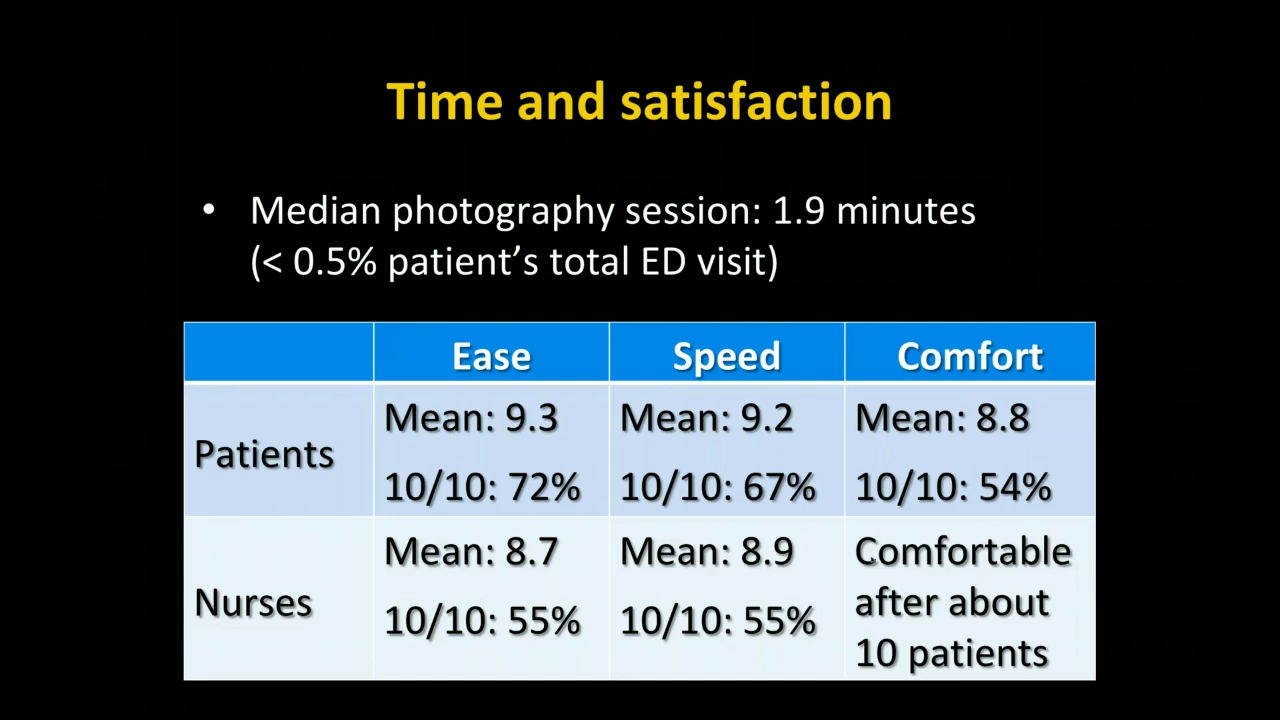 Time and satisfaction
• Median photography session: 1.9 minutes
(< 0.5% patient’s total ED visit)
Ease Speed Comfort
Patients
Mean: 9.3
10/10: 72%
Mean: 9.2
10/10: 67%
Mean: 8.8
10/10: 54%
Nurses
Mean: 8.7
10/10: 55%
Mean: 8.9
10/10: 55%
Comfortable
after about
10 patients